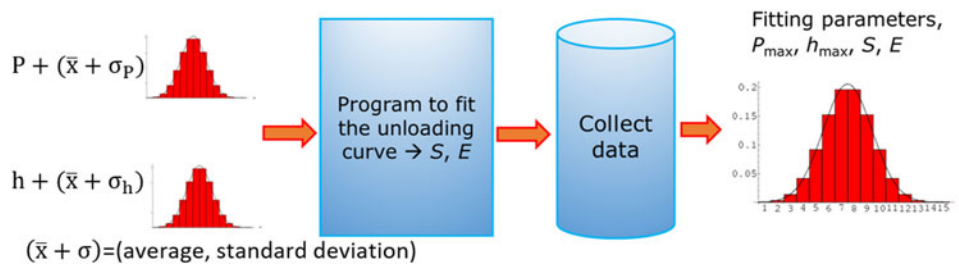 P + (x̄ + σ_P)
h + (x̄ + σ_h)
(x̄ + σ)=(average, standard deviation)
Program to fit
the unloading
curve → S, E
Collect
data
Fitting parameters,
P_max, h_max, S, E
0.2
0.15
0.1
0.05
1 2 3 4 5 6 7 8 9 10 11 12 13 14 15